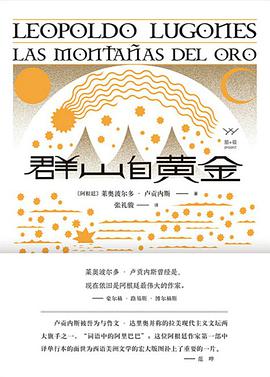 LEOPOLDO LUGONES
LAS MONTAÑAS DEL ORO
群岛+
project
群山自黄金
〔阿根廷〕莱奥波尔多·卢贡内斯 —— 著
张礼骏 —— 译
莱奥波尔多·卢贡内斯曾经是、
现在依旧是阿根廷最伟大的作家。
——豪尔赫·路易斯·博尔赫斯
卢贡内斯被誉为与鲁文·达里奥并称的拉美现代主义文坛两
大旗手之一，“词语中的阿里巴巴”；这位阿根廷作家第一部中
译单行本的面世为西语美洲文学的宏大版图补上了重要的一片。
——范晔